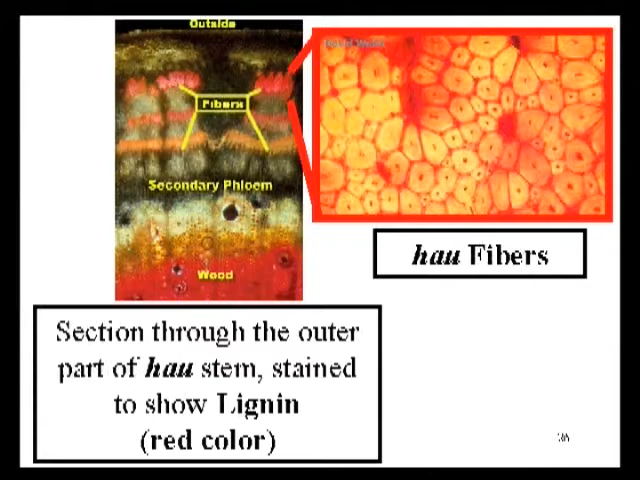 Outside
Fibers
Secondary Phloem
Wood
hau Fibers
Section through the outer
part of hau stem, stained
to show Lignin
(red color)